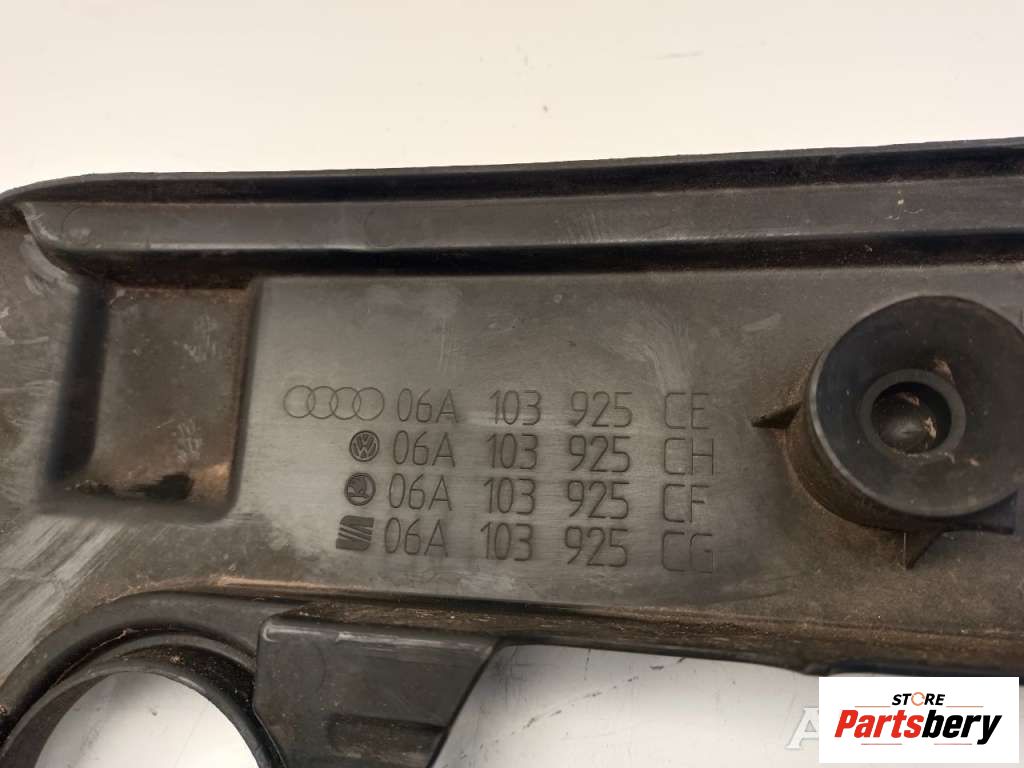 06A 103 925 CE
06A 103 925 CH
06A 103 925 CF
06A 103 925 CG
STORE
Partsbery